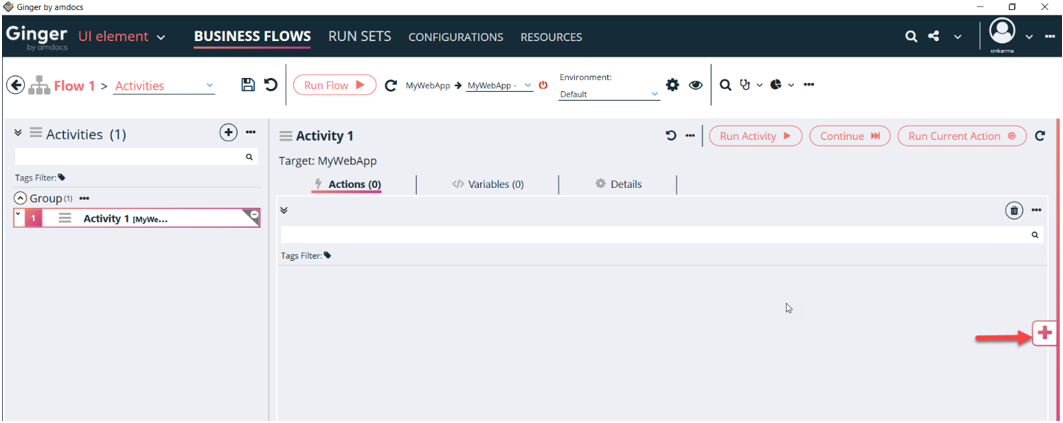 Ginger by amdocs
Ginger by amdocs UI element BUSINESS FLOWS RUN SETS CONFIGURATIONS RESOURCES
onkarma
Flow 1 > Activities Run Flow MyWebApp MyWebApp - Environment:
Default
Activities (1)
Tags Filter:
Group (1)
1 Activity 1 [MyWe...
Activity 1 Run Activity Continue Run Current Action
Target: MyWebApp
Actions (0) Variables (0) Details
Tags Filter: